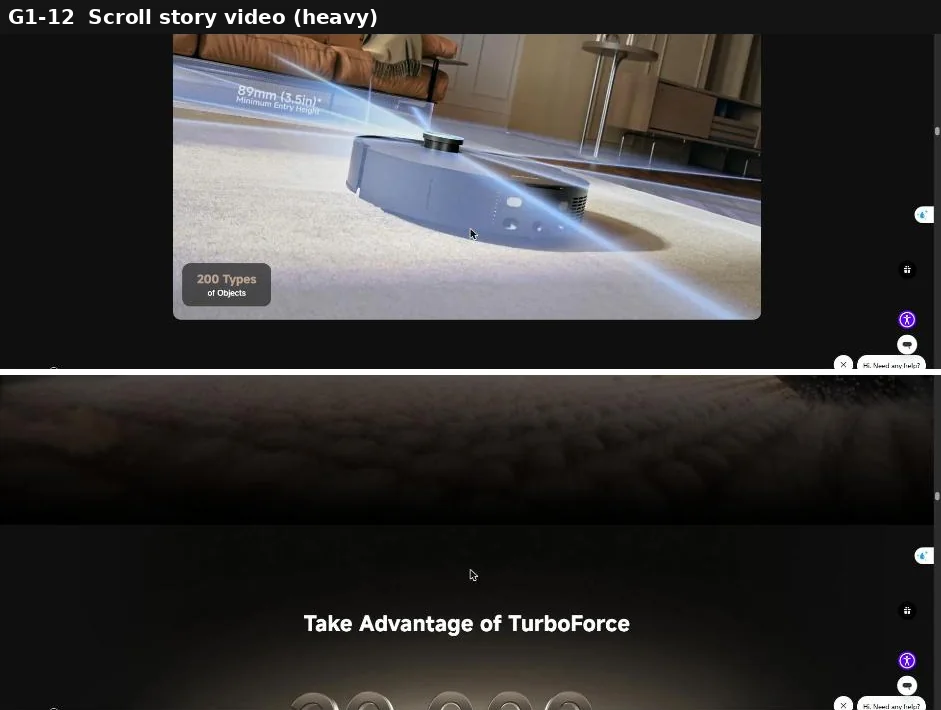 G1-12 Scroll story video (heavy)
89mm (3.5in)*
Minimum Entry Height
200 Types
of Objects
Hi. Need any help?
Take Advantage of TurboForce
Hi. Need any help?